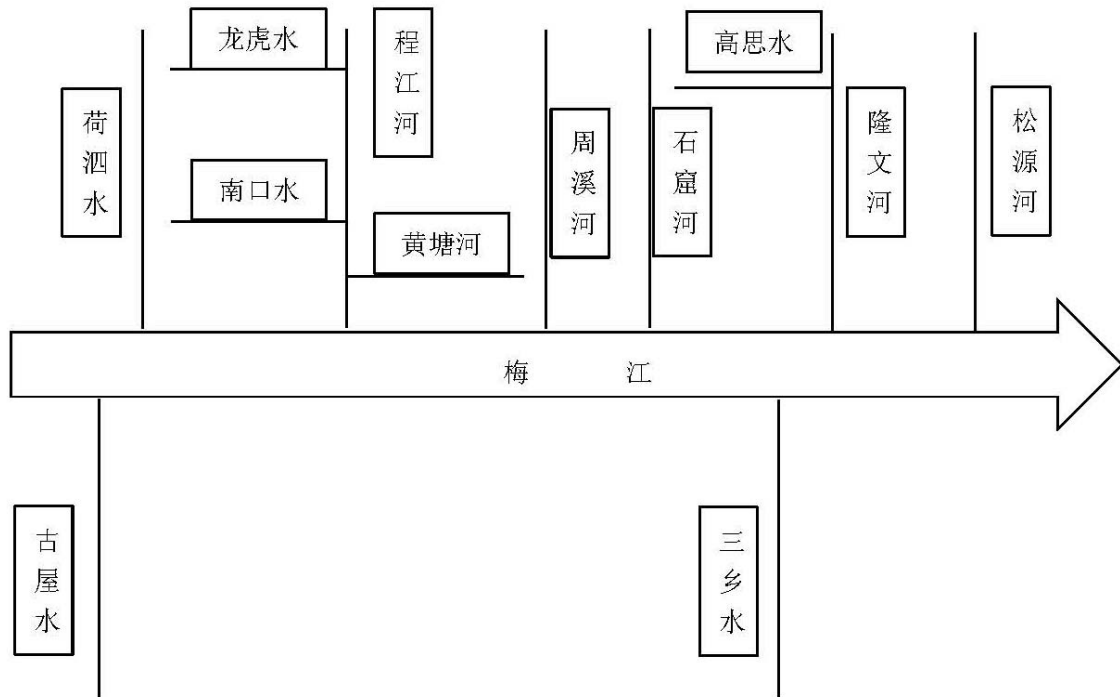 龙虎水
程江河
高思水
荷泗水
周溪河
石窟河
隆文河
松源河
南口水
黄塘河
梅江
古屋水
三乡水